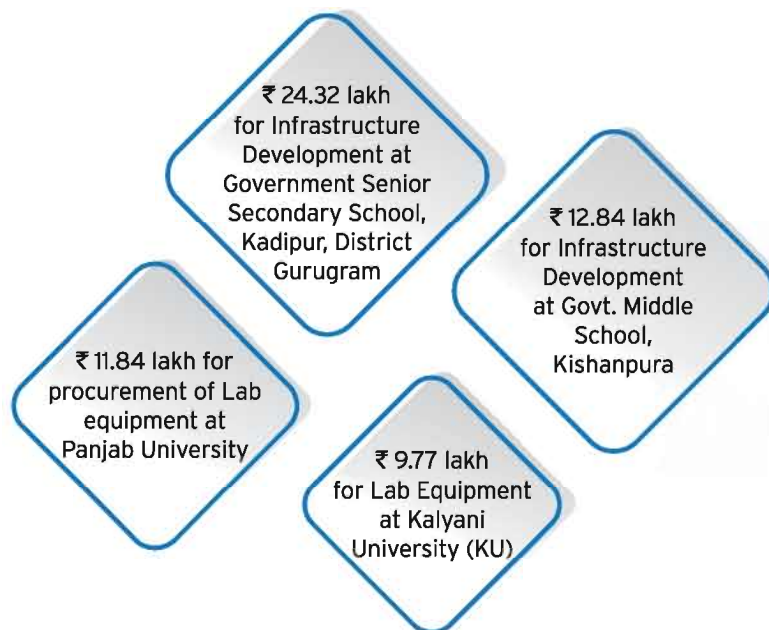 ₹ 24.32 lakh
for Infrastructure
Development at
Government Senior
Secondary School,
Kadipur, District
Gurugram
₹ 12.84 lakh
for Infrastructure
Development
at Govt. Middle
School,
Kishanpura
₹ 11.84 lakh for
procurement of Lab
equipment at
Panjab University
₹ 9.77 lakh
for Lab Equipment
at Kalyani
University (KU)